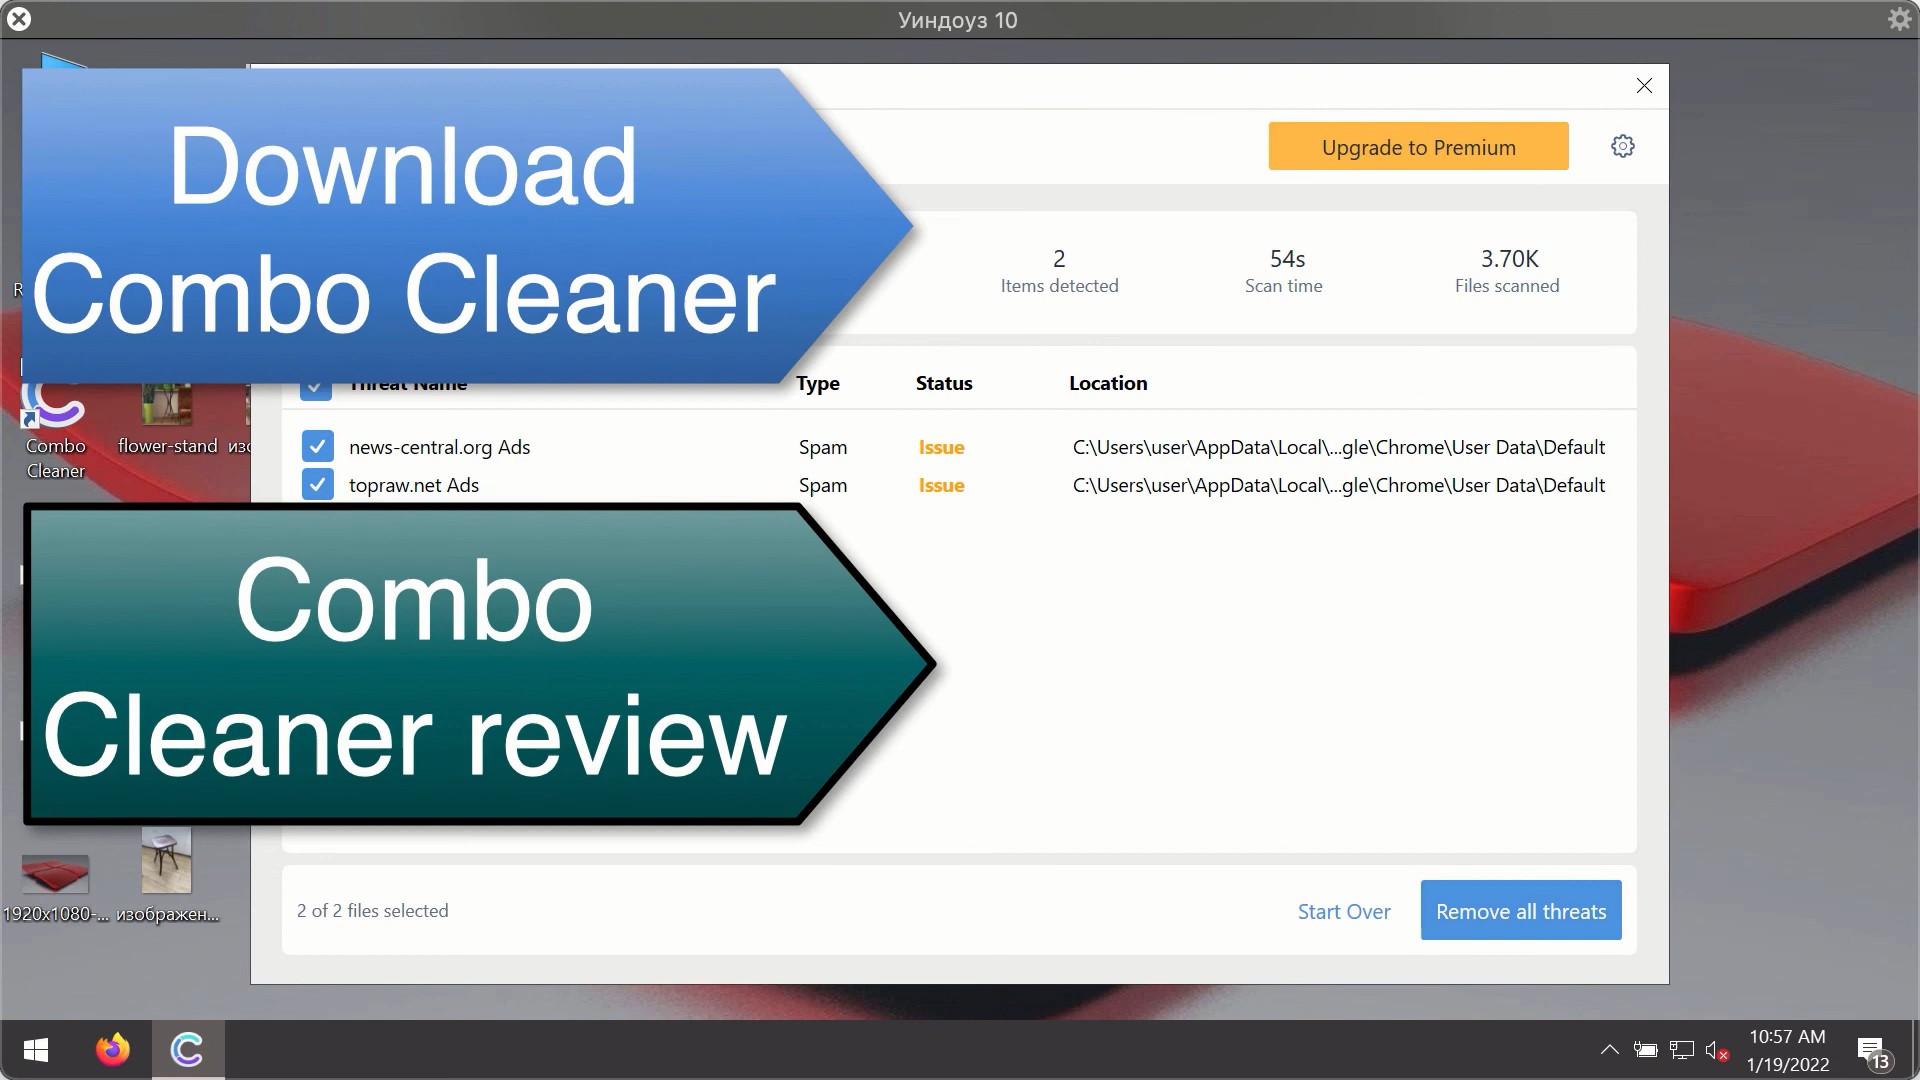 Уиндоуз 10
Download
Combo Cleaner
Upgrade to Premium
2
Items detected
54s
Scan time
3.70K
Files scanned
Threat Name Type Status Location
news-central.org Ads Spam Issue C:\Users\user\AppData\Local\...gle\Chrome\User Data\Default
topraw.net Ads Spam Issue C:\Users\user\AppData\Local\...gle\Chrome\User Data\Default
Combo
Cleaner
flower-stand
изо
Combo
Cleaner review
1920x1080-...
изображен...
2 of 2 files selected
Start Over
Remove all threats
10:57 AM
1/19/2022
13